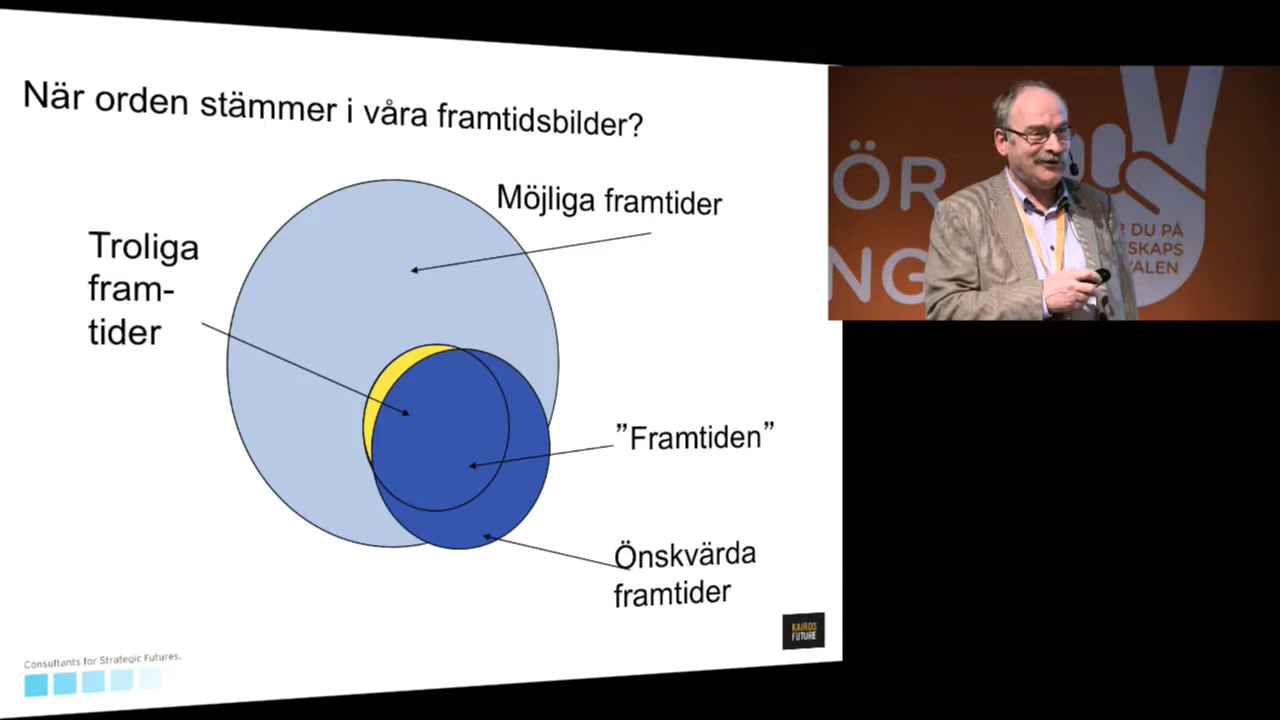 När orden stämmer i våra framtidsbilder?
Möjliga framtider
Troliga
fram-
tider
”Framtiden”
Önskvärda
framtider
Consultants for Strategic Futures.
KAIROS
FUTURE
ÖR
NG
R DU PÅ
SKAPS
VALEN